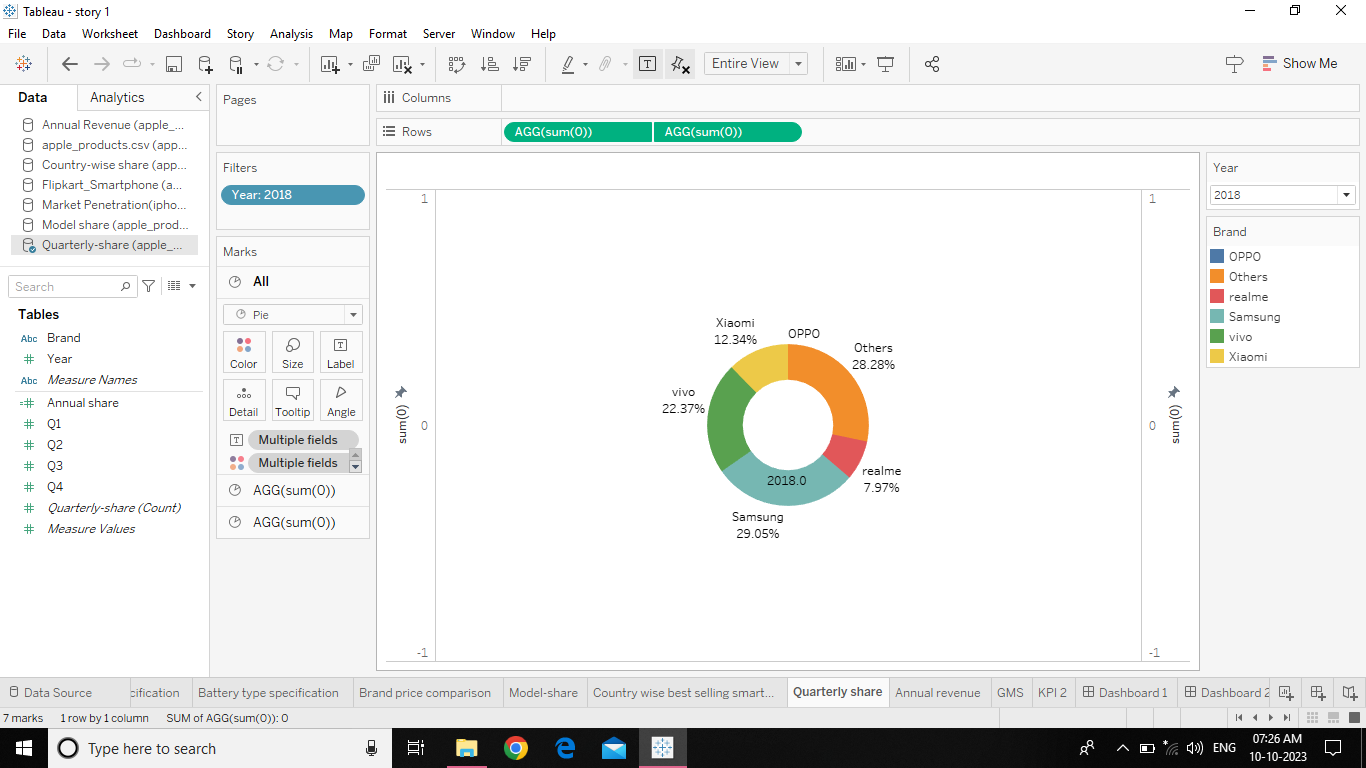 Tableau - story 1
File Data Worksheet Dashboard Story Analysis Map Format Server Window Help
Entire View
Show Me
Data Analytics
Annual Revenue (apple_...
apple_products.csv (app...
Country-wise share (app...
Flipkart_Smartphone (a...
Market Penetration(ipho...
Model share (apple_prod...
Quarterly-share (apple_...
Search
Tables
Abc Brand
Year
Abc Measure Names
Annual share
Q1
Q2
Q3
Q4
Quarterly-share (Count)
Measure Values
Pages
Filters
Year: 2018
Marks
All
Pie
Color Size Label
Detail Tooltip Angle
Multiple fields
Multiple fields
AGG(sum(0))
AGG(sum(0))
Columns
Rows AGG(sum(0)) AGG(sum(0))
1
0
-1
sum(0)
Xiaomi
12.34%
OPPO
Others
28.28%
vivo
22.37%
realme
7.97%
2018.0
Samsung
29.05%
1
0
-1
sum(0)
Year
2018
Brand
OPPO
Others
realme
Samsung
vivo
Xiaomi
Data Source cification Battery type specification Brand price comparison Model-share Country wise best selling smart... Quarterly share Annual revenue GMS KPI 2 Dashboard 1 Dashboard 2
7 marks 1 row by 1 column SUM of AGG(sum(0)): 0
Type here to search
ENG
07:26 AM
10-10-2023